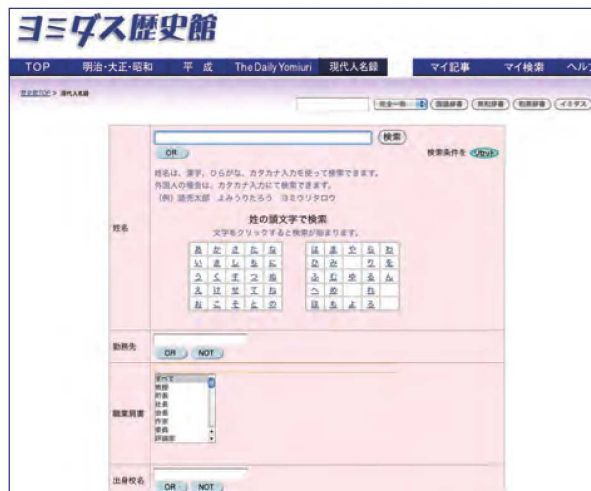 ヨミダス歴史館
TOP 明治・大正・昭和 平 成 The Daily Yomiuri 現代人名録 マイ記事 マイ検索 ヘル
歴史館TOP > 現代人名録
完全一致 国語辞書 英和辞書 和英辞書 イミダス
検索
OR 検索条件を リセット
姓名は、漢字、ひらがな、カタカナ入力を使って検索できます。
外国人の場合は、カタカナ入力にて検索できます。
(例) 読売太郎 よみうりたろう ヨミウリタロウ
姓名
姓の頭文字で検索
文字をクリックすると検索が始まります。
あ か さ た な は ま や ら わ
い き し ち に ひ み り を
う く す つ ぬ ふ む ゆ る ん
え け せ て ね へ め れ
お こ そ と の ほ も よ ろ
勤務先
OR NOT
職業肩書
すべて
教授
町長
社長
会長
作家
委員
評論家
出身校名
OR NOT